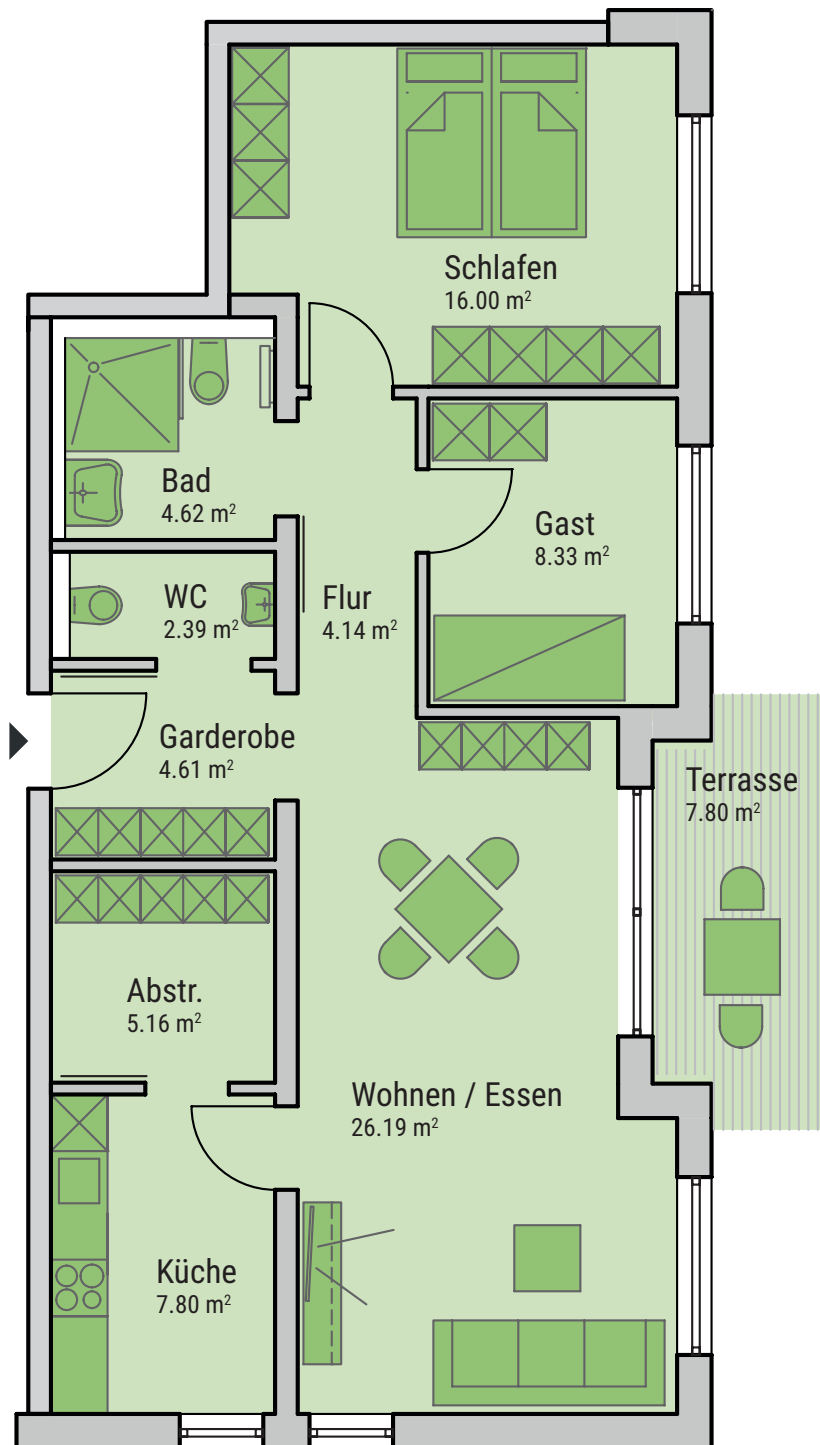 Schlafen
16.00 m²
Bad
4.62 m²
Gast
8.33 m²
WC
2.39 m²
Flur
4.14 m²
Garderobe
4.61 m²
Terrasse
7.80 m²
Abstr.
5.16 m²
Wohnen / Essen
26.19 m²
Küche
7.80 m²